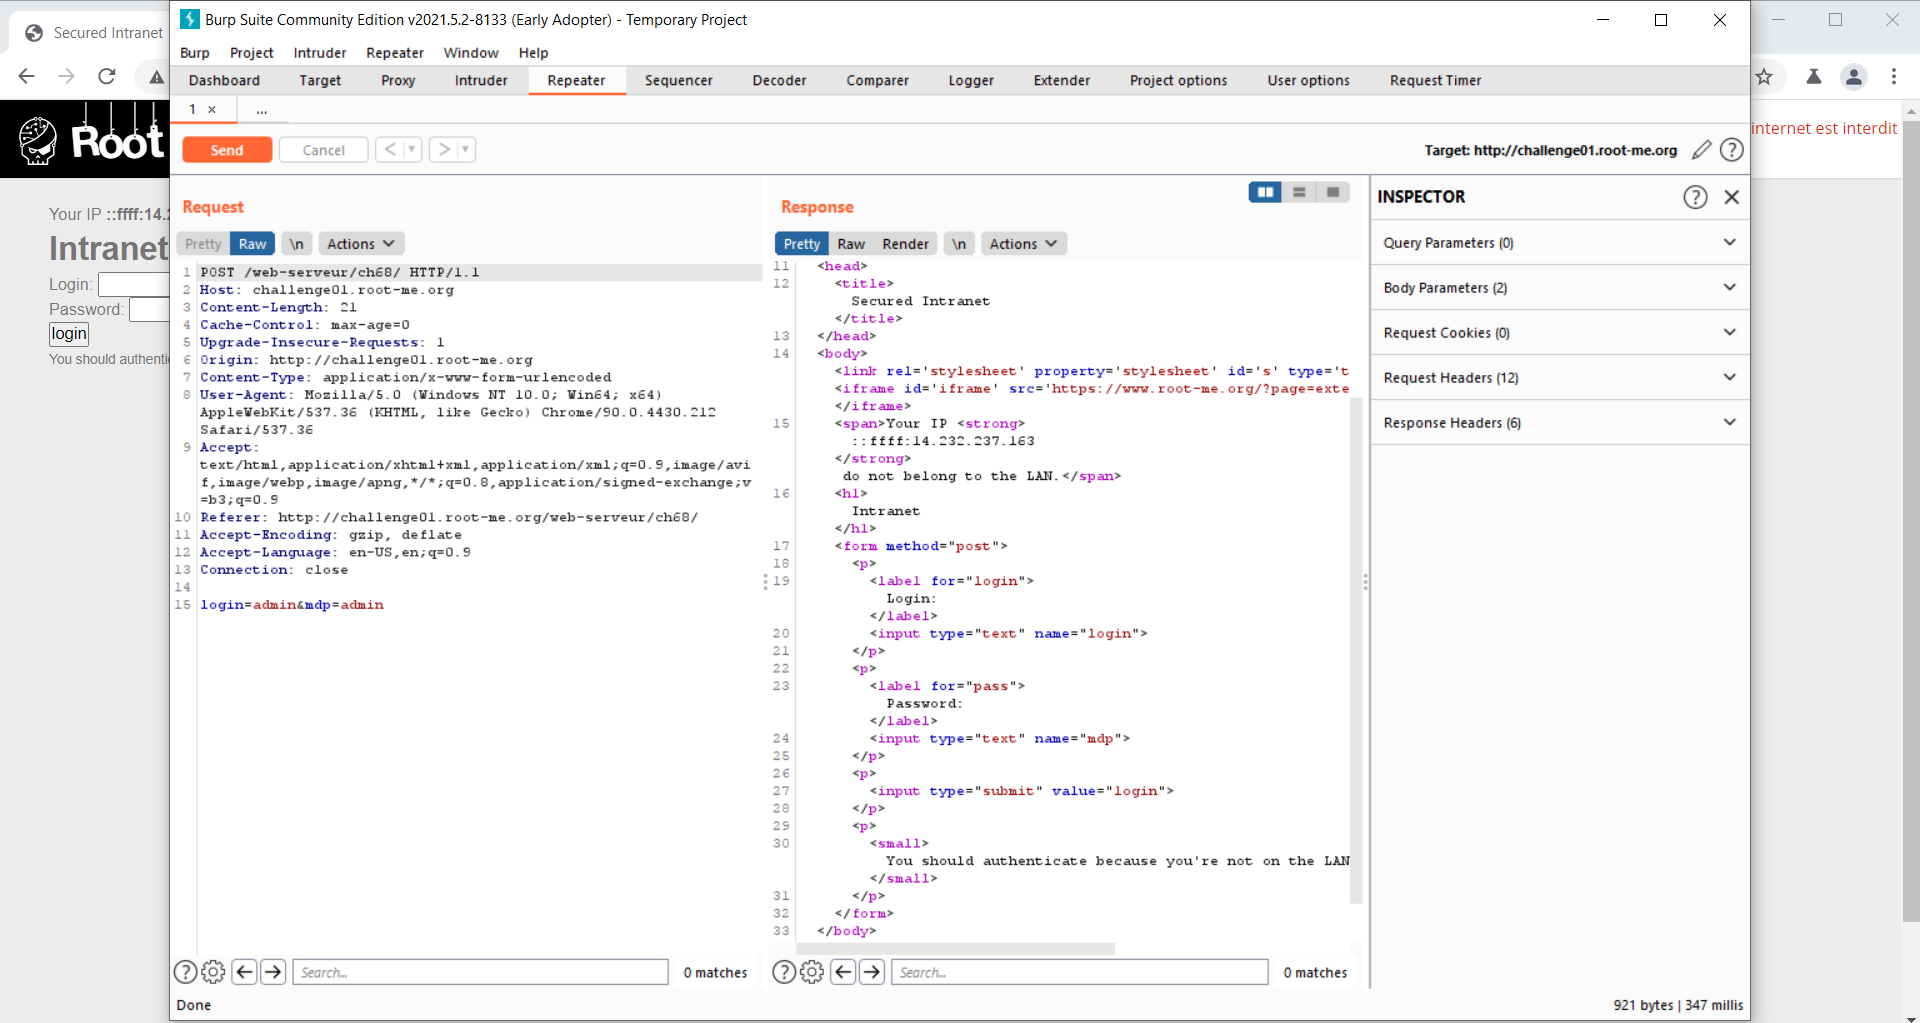 Secured Intranet
Burp Suite Community Edition v2021.5.2-8133 (Early Adopter) - Temporary Project
Burp Project Intruder Repeater Window Help
Dashboard Target Proxy Intruder Repeater Sequencer Decoder Comparer Logger Extender Project options User options Request Timer
1 × ...
Send Cancel < >
Target: http://challenge01.root-me.org
Root
internet est interdit
Your IP ::ffff:14.2
Intranet
Login:
Password:
login
You should authenti
Request
Pretty Raw \n Actions
1 POST /web-serveur/ch68/ HTTP/1.1
2 Host: challenge01.root-me.org
3 Content-Length: 21
4 Cache-Control: max-age=0
5 Upgrade-Insecure-Requests: 1
6 Origin: http://challenge01.root-me.org
7 Content-Type: application/x-www-form-urlencoded
8 User-Agent: Mozilla/5.0 (Windows NT 10.0; Win64; x64)
AppleWebKit/537.36 (KHTML, like Gecko) Chrome/90.0.4430.212
Safari/537.36
9 Accept:
text/html,application/xhtml+xml,application/xml;q=0.9,image/avi
f,image/webp,image/apng,*/*;q=0.8,application/signed-exchange;v
=b3;q=0.9
10 Referer: http://challenge01.root-me.org/web-serveur/ch68/
11 Accept-Encoding: gzip, deflate
12 Accept-Language: en-US,en;q=0.9
13 Connection: close
14
15 login=admin&mdp=admin
Search... 0 matches
Response
Pretty Raw Render \n Actions
11 <head>
12 <title>
Secured Intranet
</title>
13 </head>
14 <body>
<link rel='stylesheet' property='stylesheet' id='s' type='t
<iframe id='iframe' src='https://www.root-me.org/?page=exte
</iframe>
15 <span>Your IP <strong>
::ffff:14.232.237.163
</strong>
do not belong to the LAN.</span>
16 <h1>
Intranet
</h1>
17 <form method="post">
18 <p>
19 <label for="login">
Login:
</label>
20 <input type="text" name="login">
21 </p>
22 <p>
23 <label for="pass">
Password:
</label>
24 <input type="text" name="mdp">
25 </p>
26 <p>
27 <input type="submit" value="login">
28 </p>
29 <p>
30 <small>
You should authenticate because you're not on the LAN
</small>
31 </p>
32 </form>
33 </body>
Search... 0 matches
INSPECTOR
Query Parameters (0)
Body Parameters (2)
Request Cookies (0)
Request Headers (12)
Response Headers (6)
Done
921 bytes | 347 millis